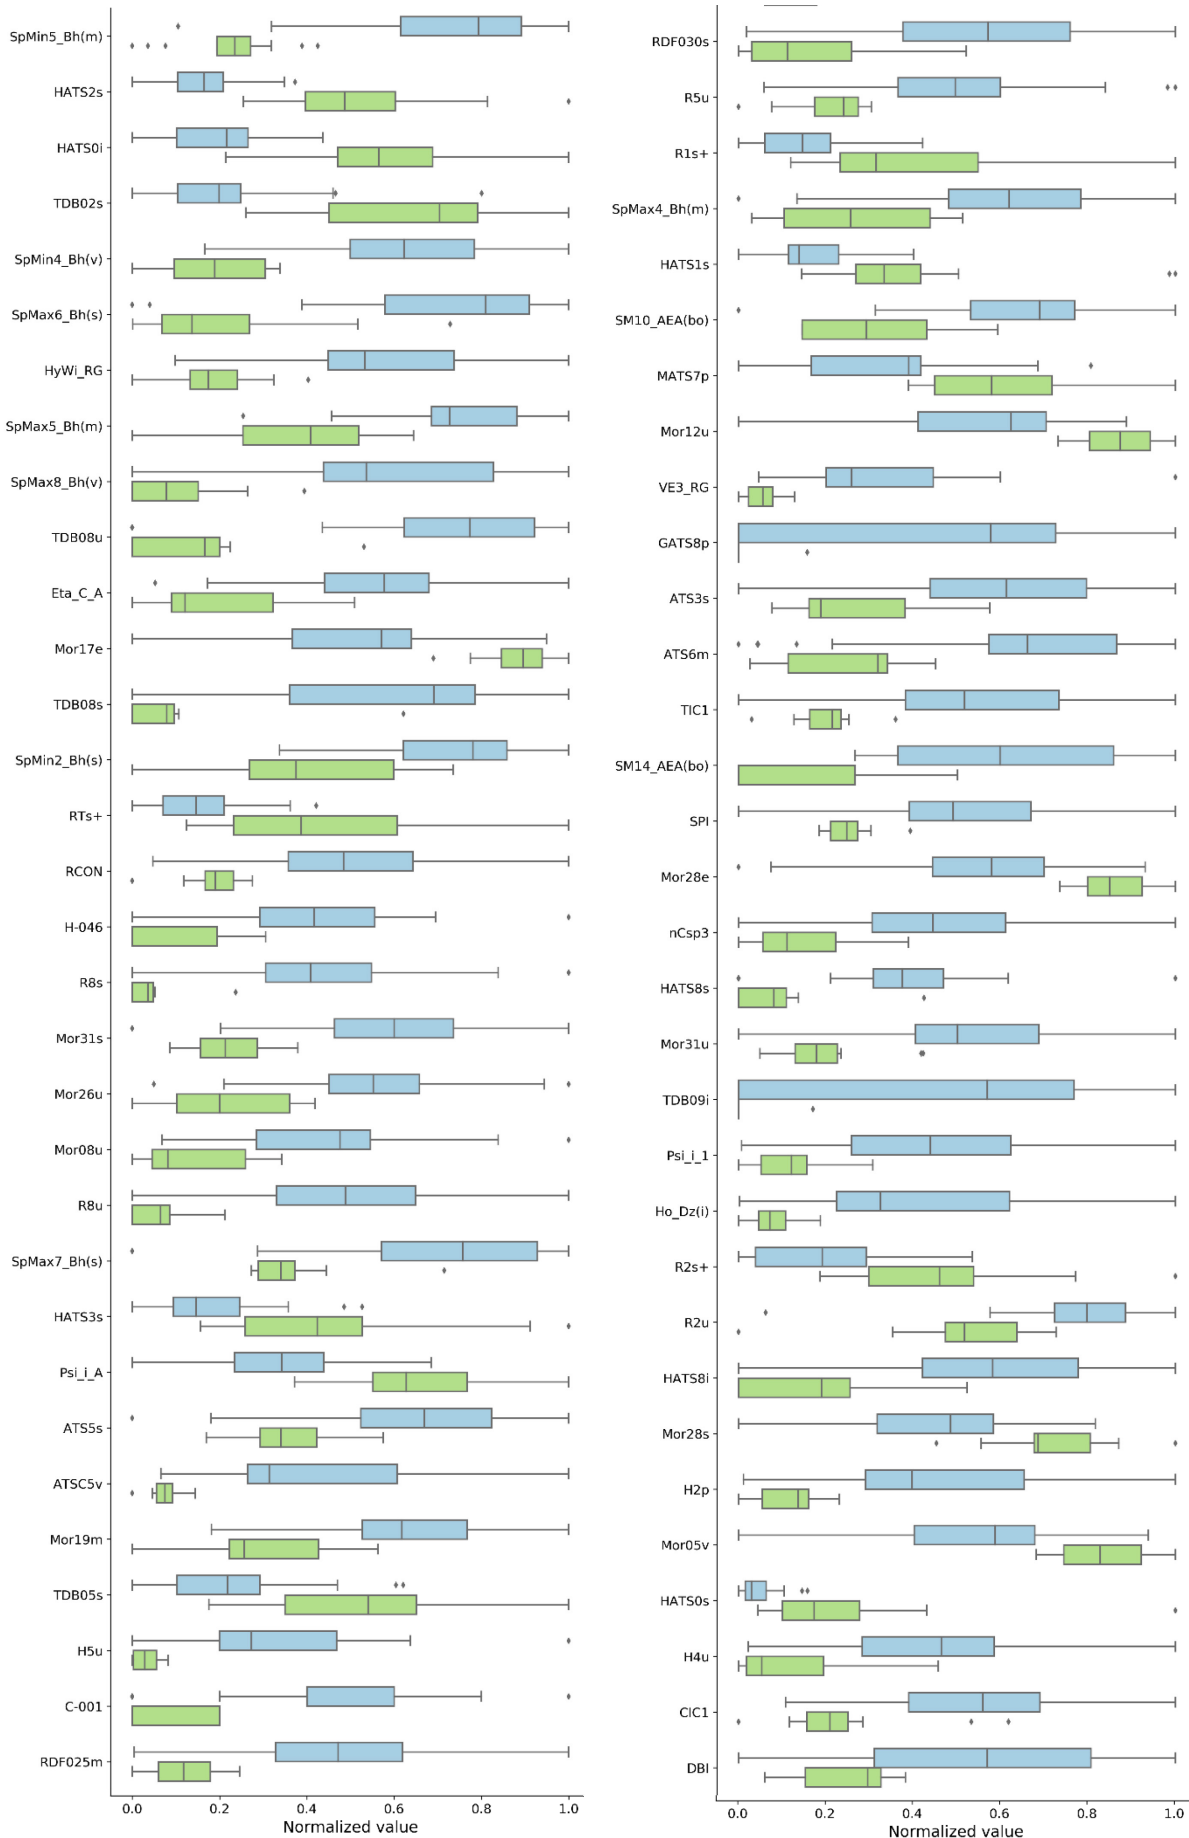 SpMin5_Bh(m)
HATS2s
HATS0i
TDB02s
SpMin4_Bh(v)
SpMax6_Bh(s)
HyWi_RG
SpMax5_Bh(m)
SpMax8_Bh(v)
TDB08u
Eta_C_A
Mor17e
TDB08s
SpMin2_Bh(s)
RTs+
RCON
H-046
R8s
Mor31s
Mor26u
Mor08u
R8u
SpMax7_Bh(s)
HATS3s
Psi_i_A
ATS5s
ATSC5v
Mor19m
TDB05s
H5u
C-001
RDF025m
0.0 0.2 0.4 0.6 0.8 1.0
Normalized value
RDF030s
R5u
R1s+
SpMax4_Bh(m)
HATS1s
SM10_AEA(bo)
MATS7p
Mor12u
VE3_RG
GATS8p
ATS3s
ATS6m
TIC1
SM14_AEA(bo)
SPI
Mor28e
nCsp3
HATS8s
Mor31u
TDB09i
Psi_i_1
Ho_Dz(i)
R2s+
R2u
HATS8i
Mor28s
H2p
Mor05v
HATS0s
H4u
CIC1
DBI
0.0 0.2 0.4 0.6 0.8 1.0
Normalized value